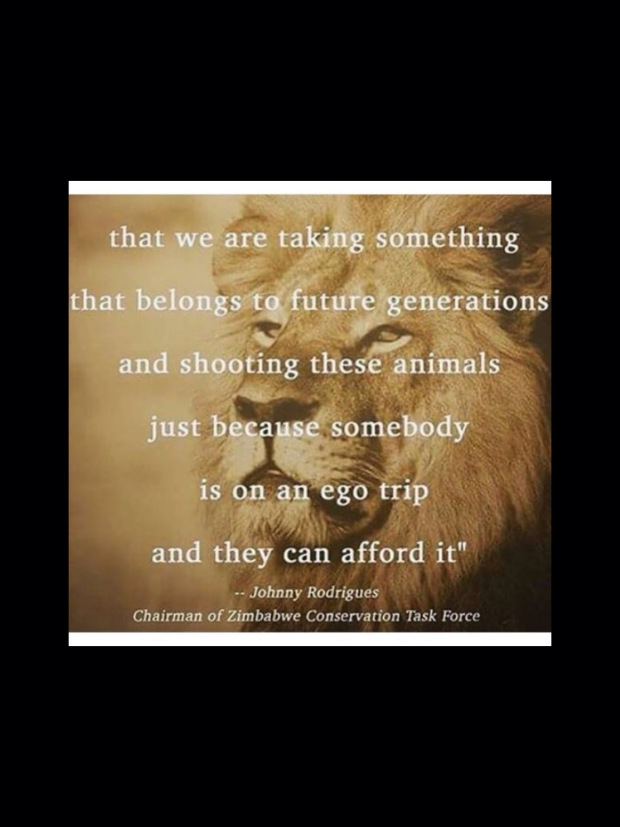 that we are taking something
that belongs to future generations
and shooting these animals
just because somebody
is on an ego trip
and they can afford it"
-- Johnny Rodrigues
Chairman of Zimbabwe Conservation Task Force